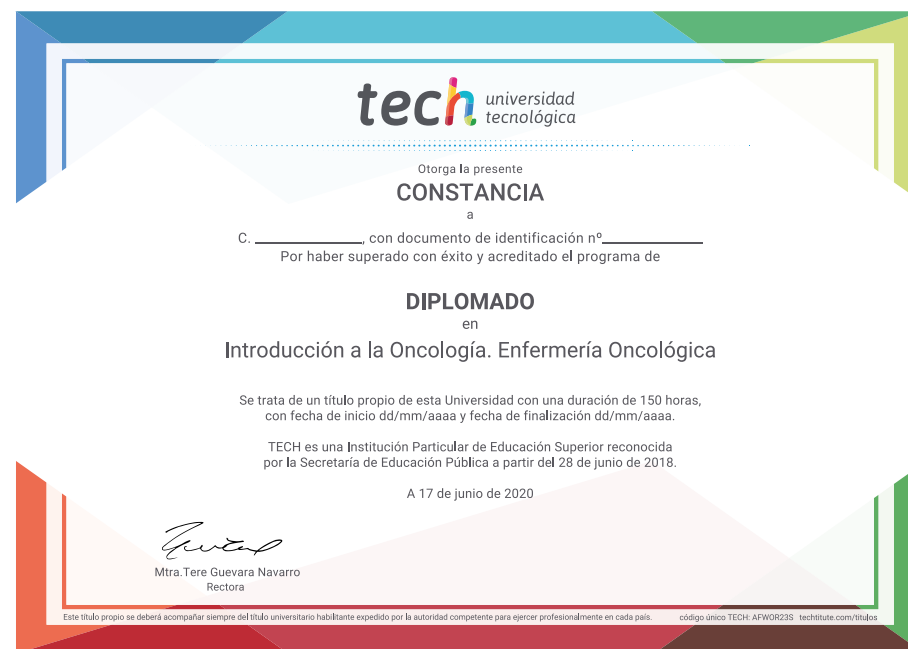 tech universidad
tecnológica
Otorga la presente
CONSTANCIA
a
C. ______________, con documento de identificación nº______________
Por haber superado con éxito y acreditado el programa de
DIPLOMADO
en
Introducción a la Oncología. Enfermería Oncológica
Se trata de un título propio de esta Universidad con una duración de 150 horas,
con fecha de inicio dd/mm/aaaa y fecha de finalización dd/mm/aaaa.
TECH es una Institución Particular de Educación Superior reconocida
por la Secretaría de Educación Pública a partir del 28 de junio de 2018.
A 17 de junio de 2020
Mtra.Tere Guevara Navarro
Rectora
Este título propio se deberá acompañar siempre del título universitario habilitante expedido por la autoridad competente para ejercer profesionalmente en cada país. código único TECH: AFWOR23S techtitute.com/titulos